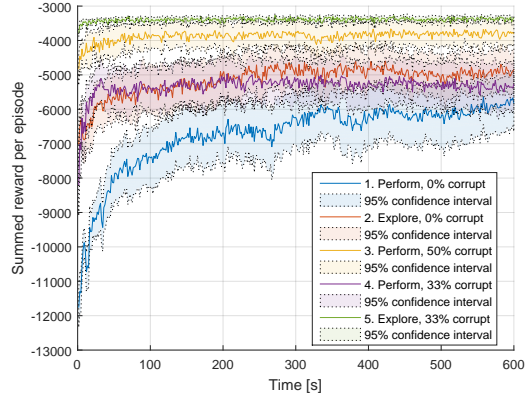 -3000
-4000
-5000
-6000
-7000
-8000
-9000
-10000
-11000
-12000
-13000
Summed reward per episode
0 100 200 300 400 500 600
Time [s]
1. Perform, 0% corrupt
95% confidence interval
2. Explore, 0% corrupt
95% confidence interval
3. Perform, 50% corrupt
95% confidence interval
4. Perform, 33% corrupt
95% confidence interval
5. Explore, 33% corrupt
95% confidence interval